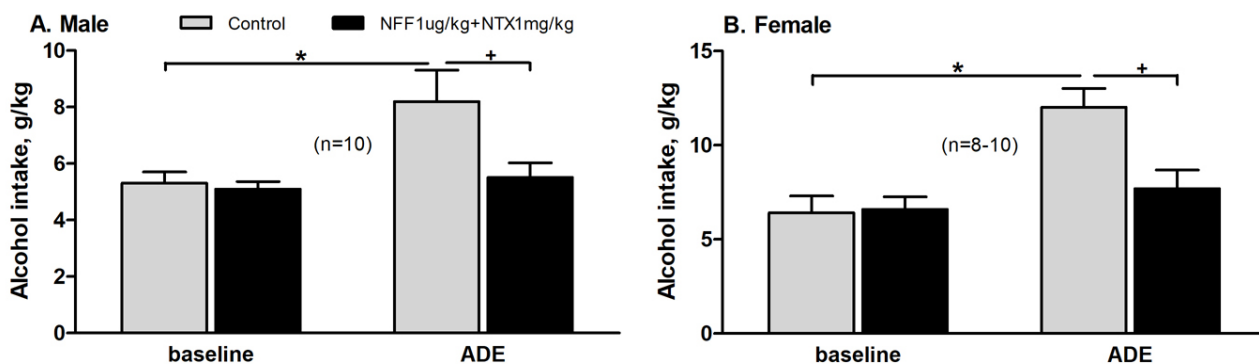 A. Male
Control
NFF1ug/kg+NTX1mg/kg
Alcohol intake, g/kg
10
8
6
4
2
0
*
+
(n=10)
baseline
ADE
B. Female
Alcohol intake, g/kg
15
10
5
0
*
+
(n=8-10)
baseline
ADE